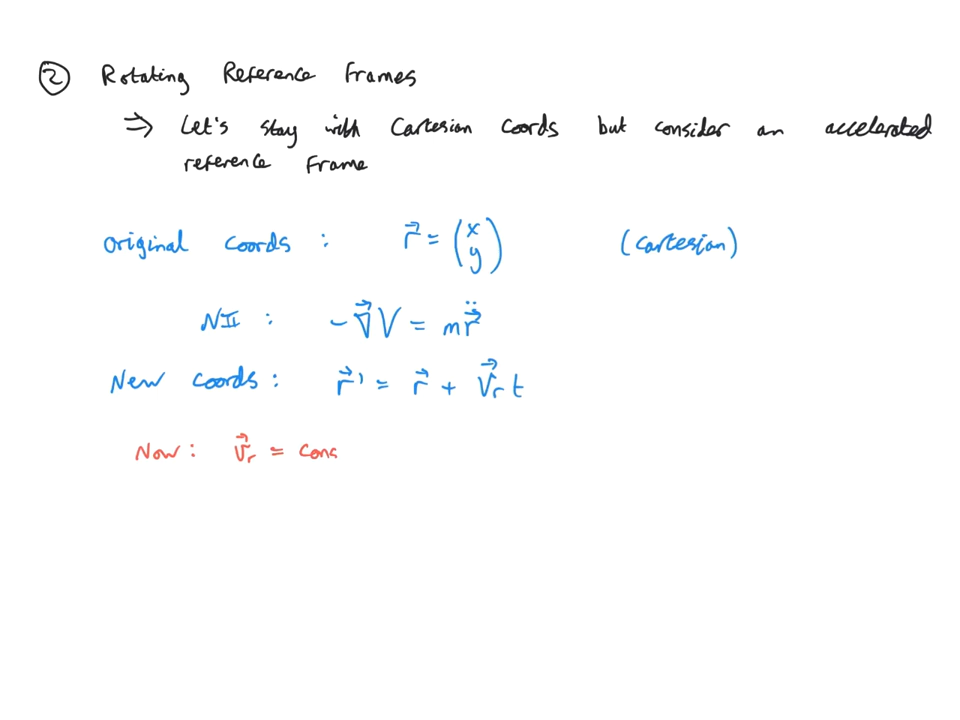 ② Rotating Reference Frames
⇒ Let's stay with Cartesian Coords but consider an accelerated
reference Frame
Original Coords : r⃗ = (x y) (Cartesian)
NII : -∇⃗V = m r⃗̈
New Coords : r⃗' = r⃗ + V⃗ᵣ t
Now : V⃗ᵣ = Cons